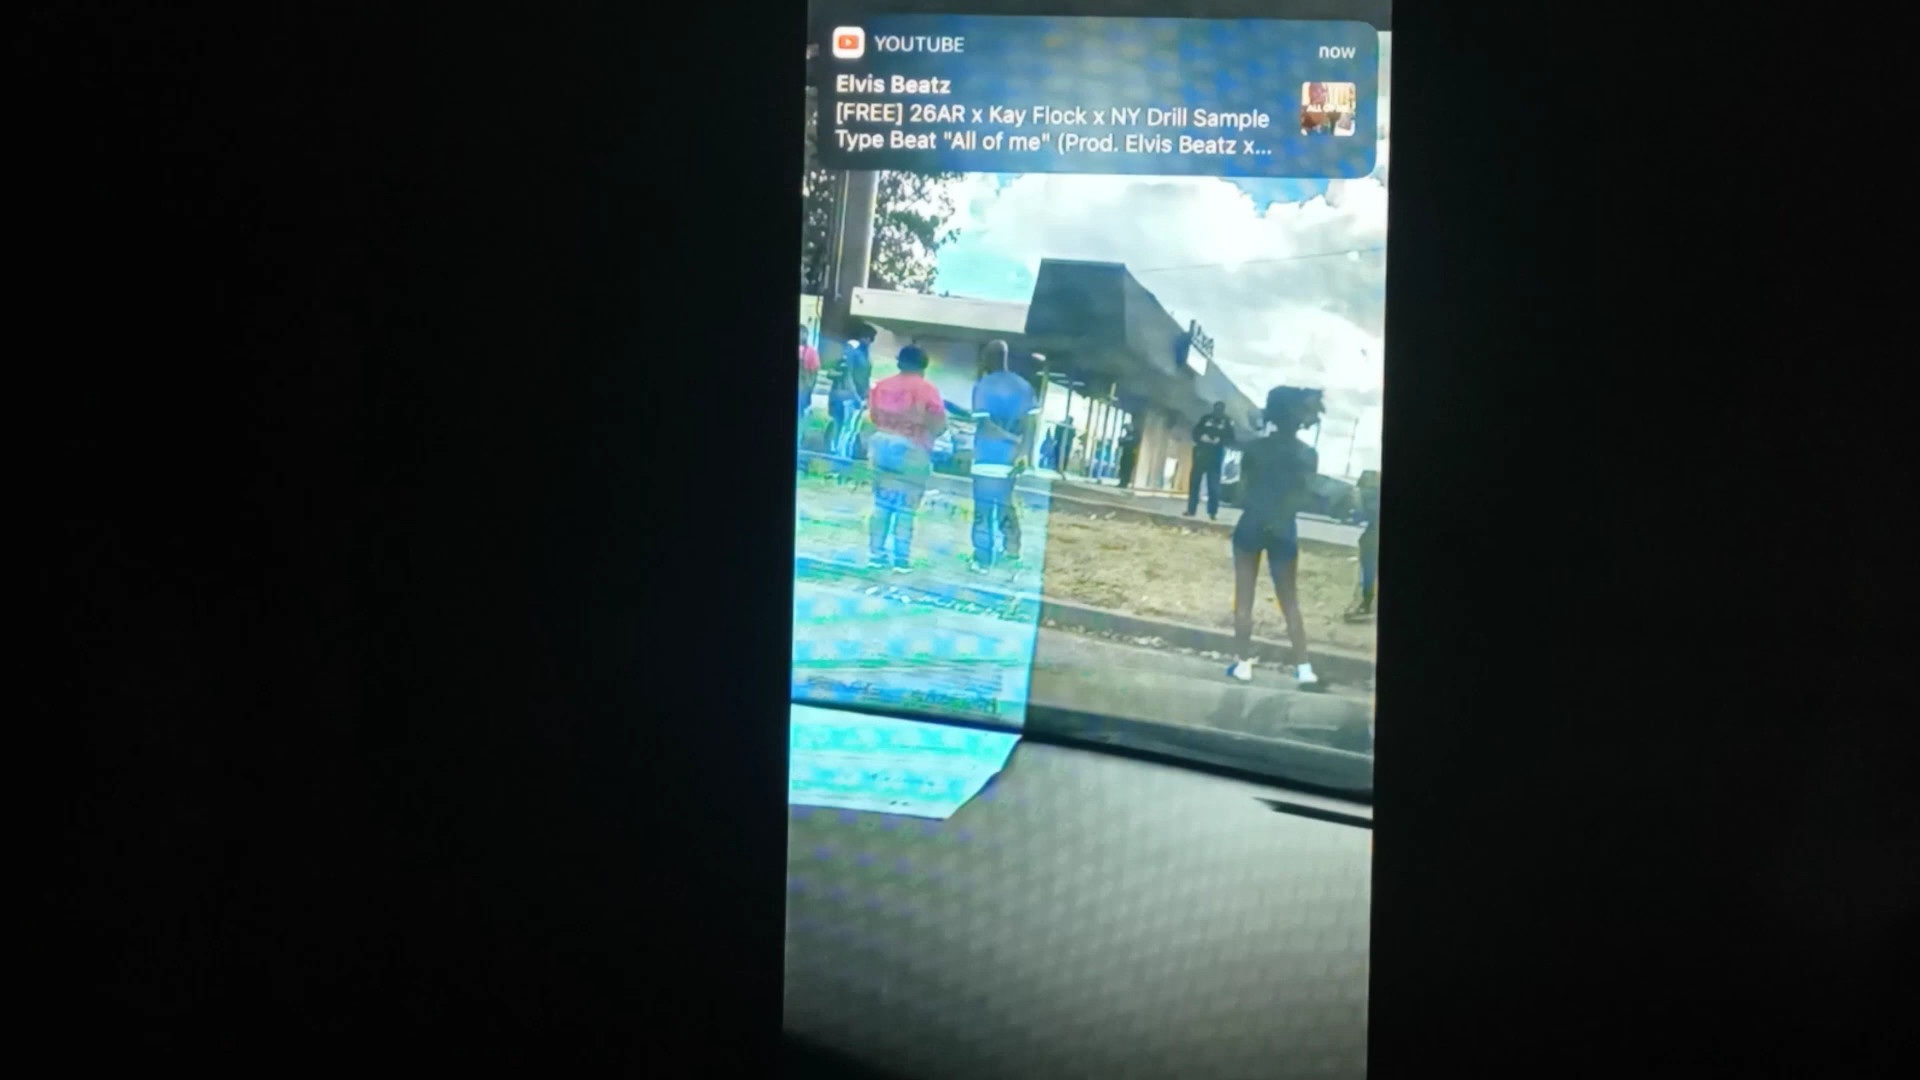 YOUTUBE
now
Elvis Beatz
[FREE] 26AR x Kay Flock x NY Drill Sample
Type Beat "All of me" (Prod. Elvis Beatz x...